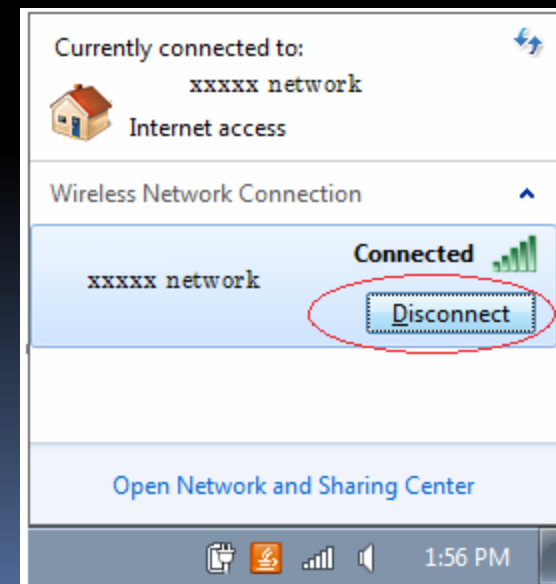 Currently connected to:
xxxxx network
Internet access
Wireless Network Connection
Connected
xxxxx network
Disconnect
Open Network and Sharing Center
1:56 PM